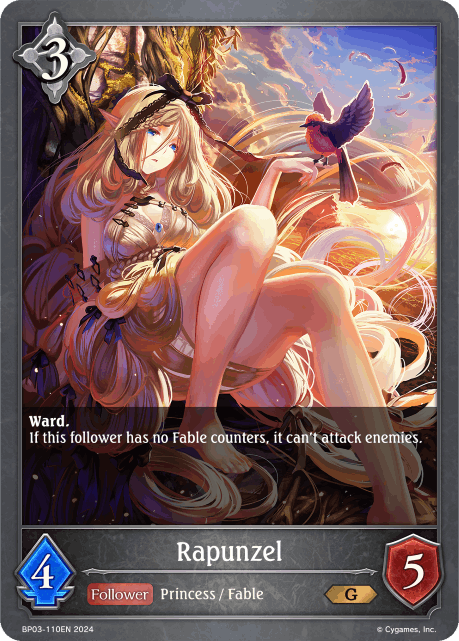 3
Ward.
If this follower has no Fable counters, it can't attack enemies.
Rapunzel
4
Follower Princess / Fable G
5
BP03-110EN 2024
© Cygames, Inc.